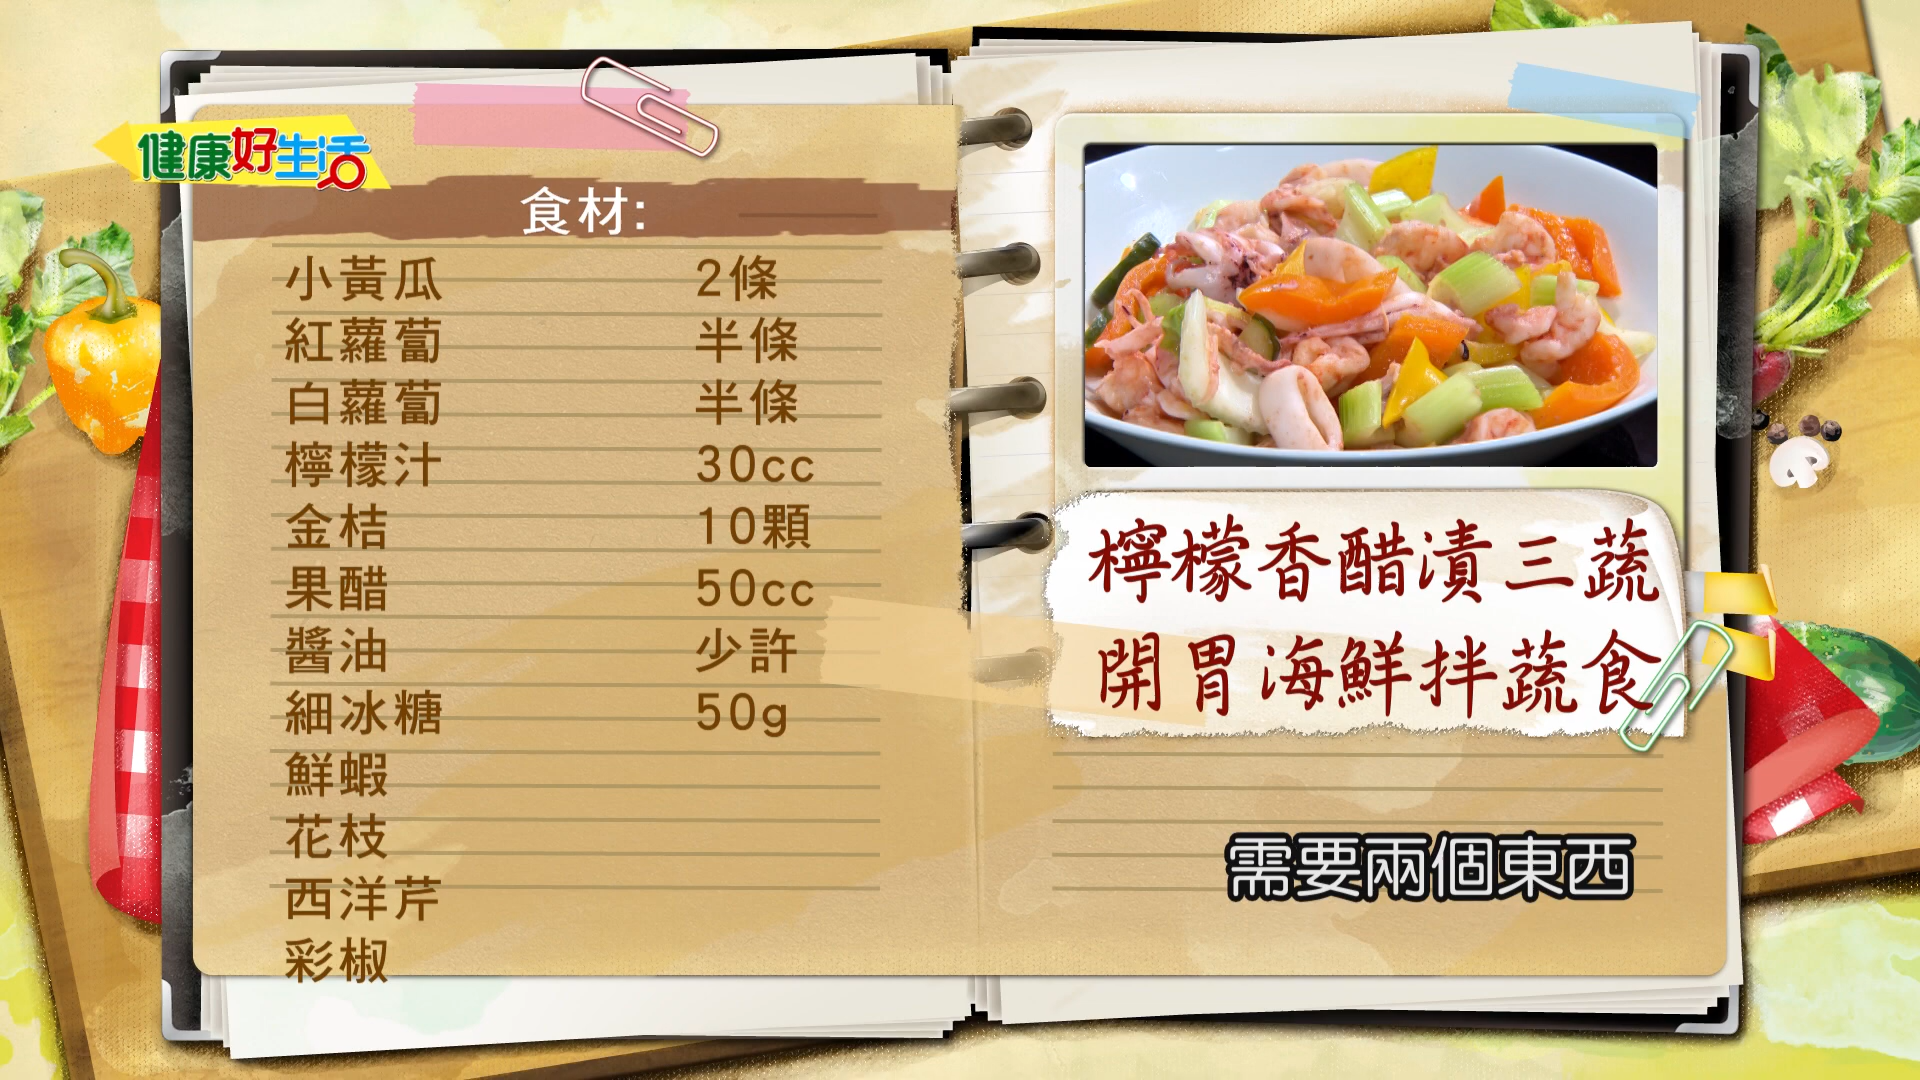 健康好生活
食材:
小黃瓜 2條
紅蘿蔔 半條
白蘿蔔 半條
檸檬汁 30cc
金桔 10顆
果醋 50cc
醬油 少許
細冰糖 50g
鮮蝦
花枝
西洋芹
彩椒
檸檬香醋漬三蔬
開胃海鮮拌蔬食
需要兩個東西